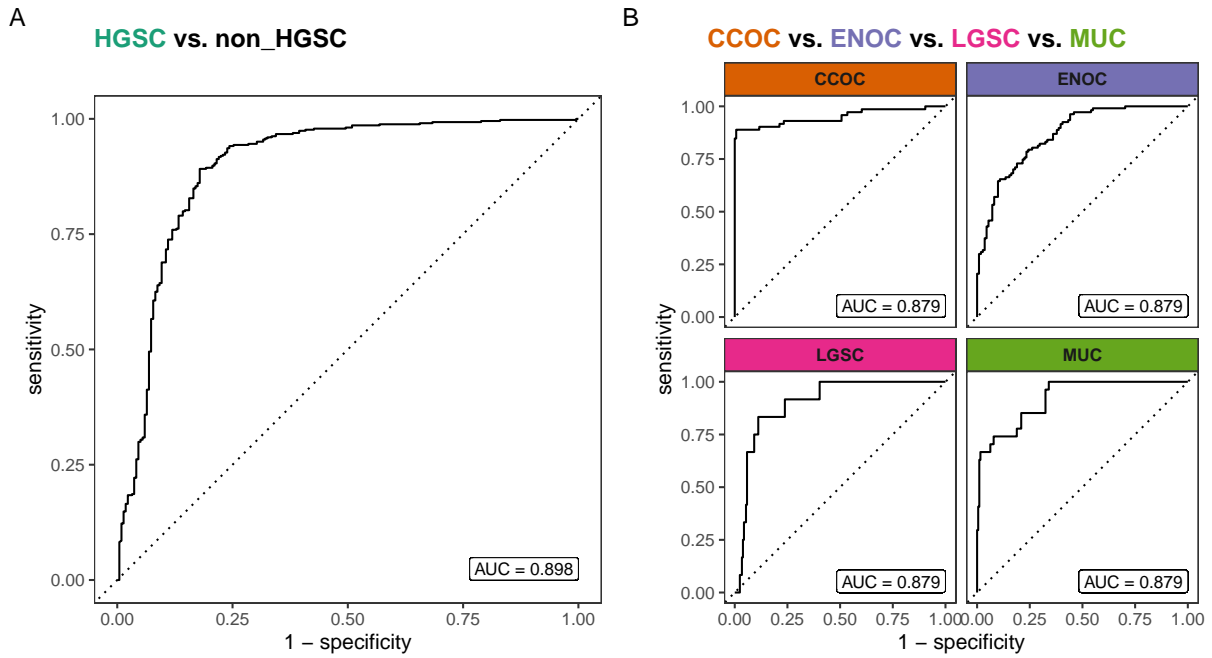 A
HGSC vs. non_HGSC
1.00
0.75
0.50
0.25
0.00
sensitivity
AUC = 0.898
0.00 0.25 0.50 0.75 1.00
1 − specificity
B
CCOC vs. ENOC vs. LGSC vs. MUC
CCOC
ENOC
1.00
0.75
0.50
0.25
0.00
AUC = 0.879
AUC = 0.879
sensitivity
LGSC
MUC
1.00
0.75
0.50
0.25
0.00
AUC = 0.879
AUC = 0.879
0.00 0.25 0.50 0.75 1.00 0.00 0.25 0.50 0.75 1.00
1 − specificity